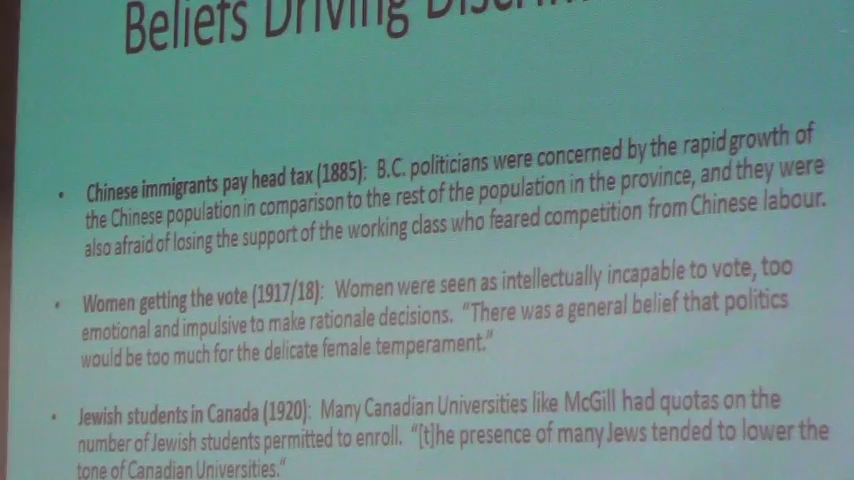 Beliefs Driving
• Chinese immigrants pay head tax (1885): B.C. politicians were concerned by the rapid growth of
the Chinese population in comparison to the rest of the population in the province, and they were
also afraid of losing the support of the working class who feared competition from Chinese labour.
• Women getting the vote (1917/18): Women were seen as intellectually incapable to vote, too
emotional and impulsive to make rationale decisions. "There was a general belief that politics
would be too much for the delicate female temperament."
• Jewish students in Canada (1920): Many Canadian Universities like McGill had quotas on the
number of Jewish students permitted to enroll. "[t]he presence of many Jews tended to lower the
tone of Canadian Universities."